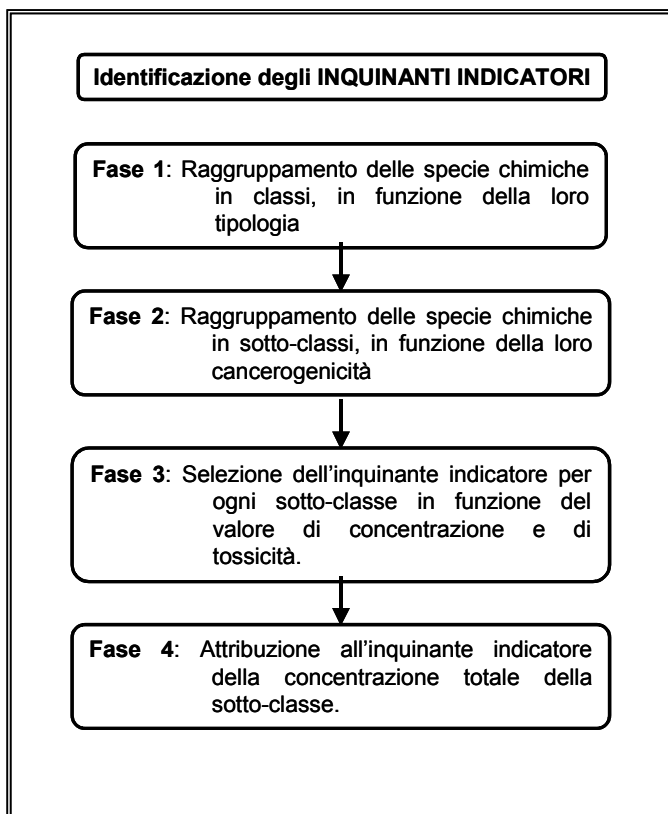 Identificazione degli INQUINANTI INDICATORI
Fase 1: Raggruppamento delle specie chimiche
in classi, in funzione della loro
tipologia
Fase 2: Raggruppamento delle specie chimiche
in sotto-classi, in funzione della loro
cancerogenicità
Fase 3: Selezione dell'inquinante indicatore per
ogni sotto-classe in funzione del
valore di concentrazione e di
tossicità.
Fase 4: Attribuzione all'inquinante indicatore
della concentrazione totale della
sotto-classe.